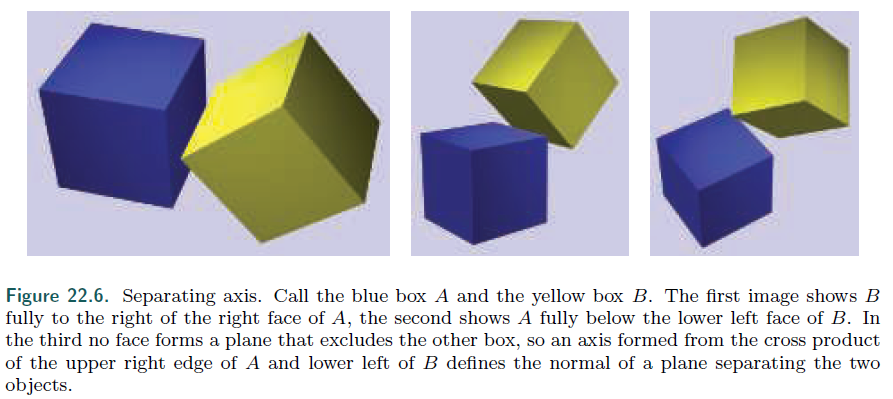 Figure 22.6. Separating axis. Call the blue box A and the yellow box B. The first image shows B
fully to the right of the right face of A, the second shows A fully below the lower left face of B. In
the third no face forms a plane that excludes the other box, so an axis formed from the cross product
of the upper right edge of A and lower left of B defines the normal of a plane separating the two
objects.